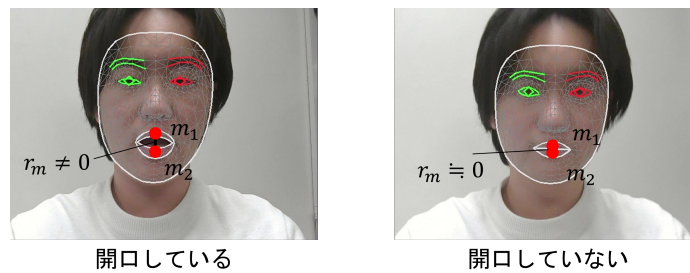 m₁
rₘ ≠ 0
m₂
開口している
m₁
rₘ ≒ 0
m₂
開口していない